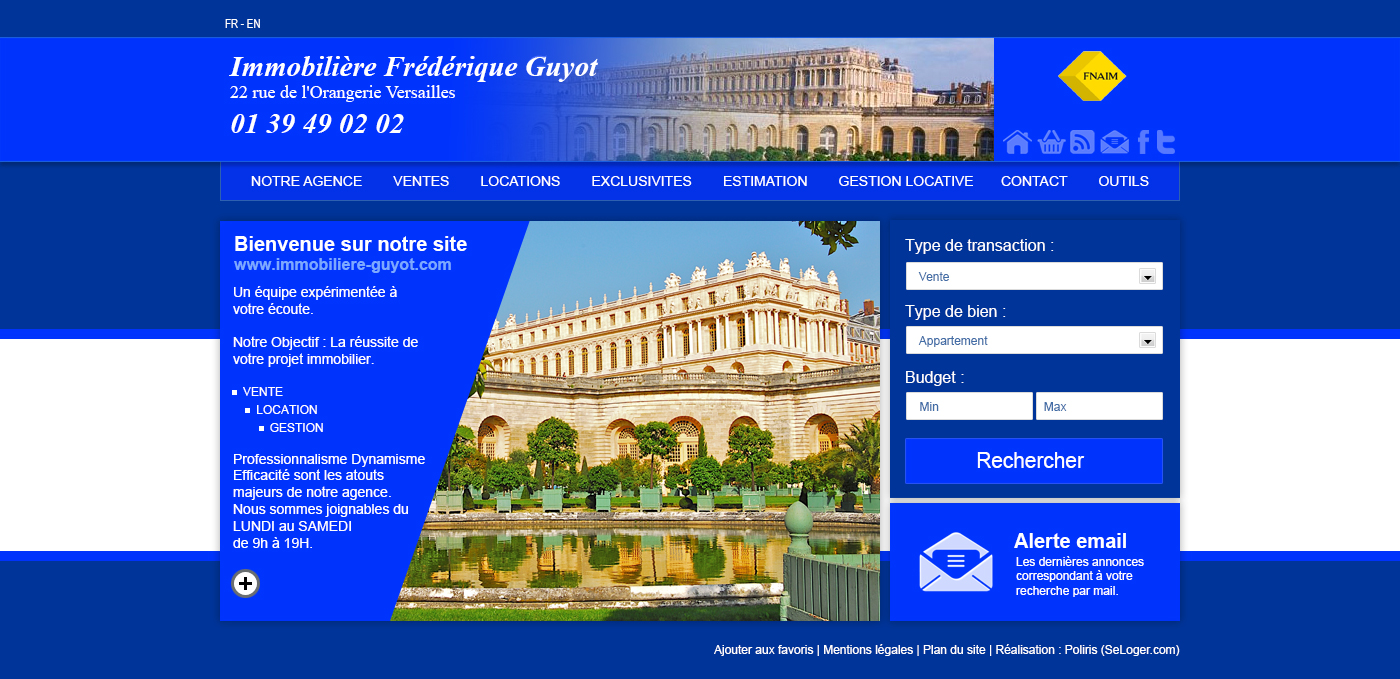 FR - EN
Immobilière Frédérique Guyot
22 rue de l'Orangerie Versailles
01 39 49 02 02
FNAIM
NOTRE AGENCE VENTES LOCATIONS EXCLUSIVITES ESTIMATION GESTION LOCATIVE CONTACT OUTILS
Bienvenue sur notre site
www.immobiliere-guyot.com
Un équipe expérimentée à
votre écoute.
Notre Objectif : La réussite de
votre projet immobilier.
VENTE
LOCATION
GESTION
Professionnalisme Dynamisme
Efficacité sont les atouts
majeurs de notre agence.
Nous sommes joignables du
LUNDI au SAMEDI
de 9h à 19H.
Type de transaction :
Vente
Type de bien :
Appartement
Budget :
Min Max
Rechercher
Alerte email
Les dernières annonces
correspondant à votre
recherche par mail.
Ajouter aux favoris | Mentions légales | Plan du site | Réalisation : Poliris (SeLoger.com)